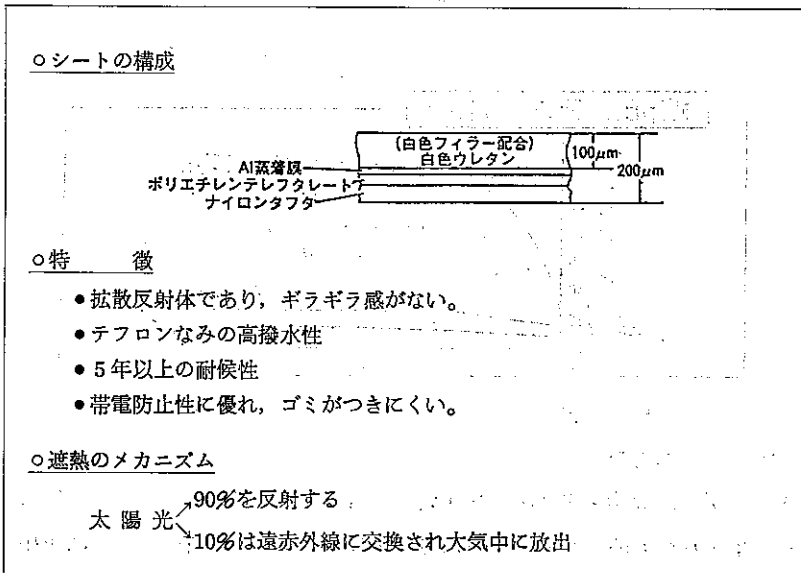 ○シートの構成
(白色フィラー配合)
白色ウレタン
100μm
200μm
Al蒸着膜
ポリエチレンテレフタレート
ナイロンタフタ
○特　　徴
●拡散反射体であり，ギラギラ感がない。
●テフロンなみの高撥水性
●5年以上の耐候性
●帯電防止性に優れ，ゴミがつきにくい。
○遮熱のメカニズム
太陽光
90%を反射する
10%は遠赤外線に交換され大気中に放出